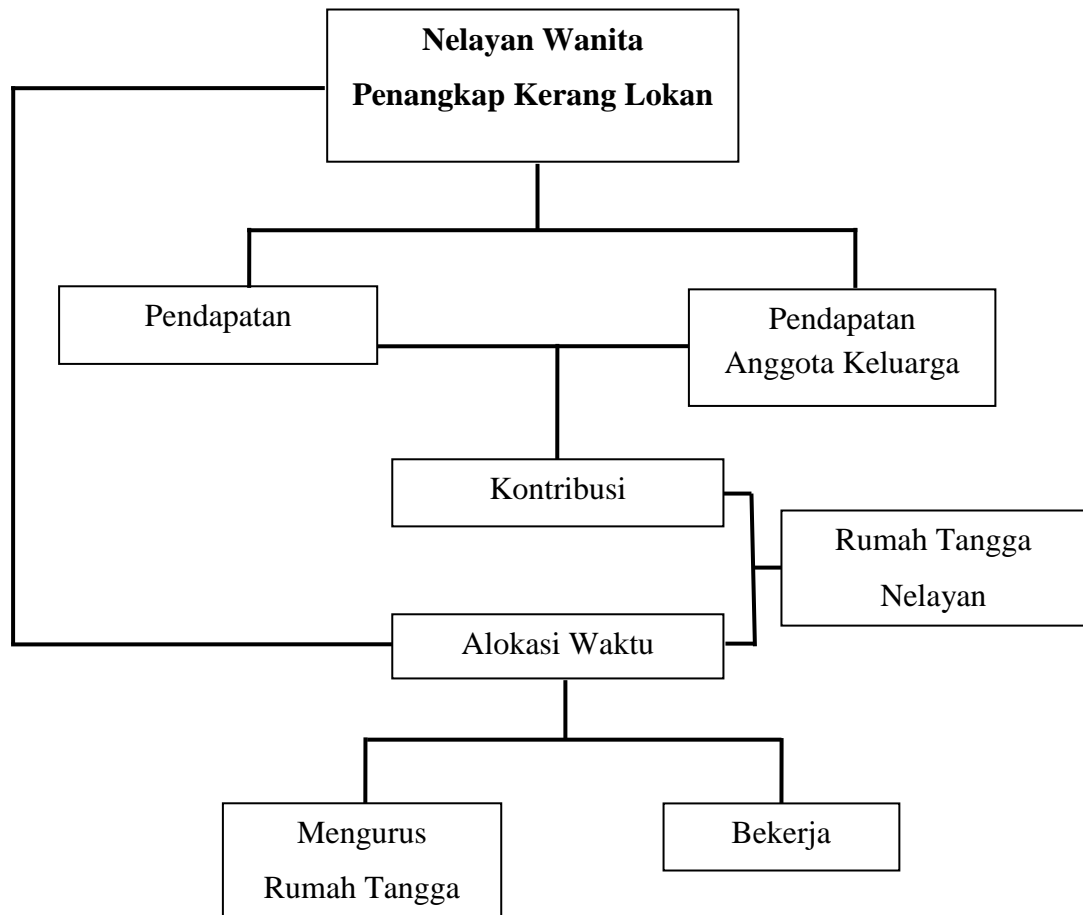 Nelayan Wanita
Penangkap Kerang Lokan
Pendapatan
Pendapatan
Anggota Keluarga
Kontribusi
Rumah Tangga
Nelayan
Alokasi Waktu
Mengurus
Rumah Tangga
Bekerja